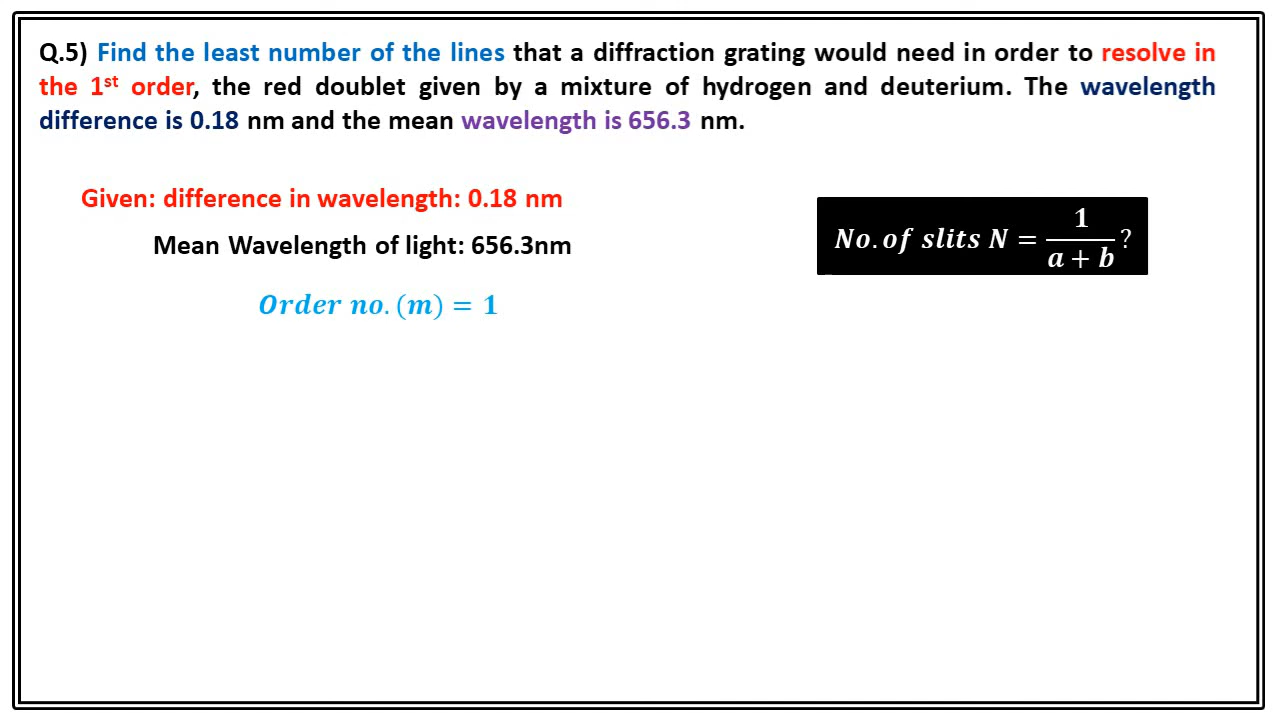 Q.5) Find the least number of the lines that a diffraction grating would need in order to resolve in
the 1st order, the red doublet given by a mixture of hydrogen and deuterium. The wavelength
difference is 0.18 nm and the mean wavelength is 656.3 nm.
Given: difference in wavelength: 0.18 nm
Mean Wavelength of light: 656.3nm
No. of slits N = 1/(a + b) ?
Order no. (m) = 1